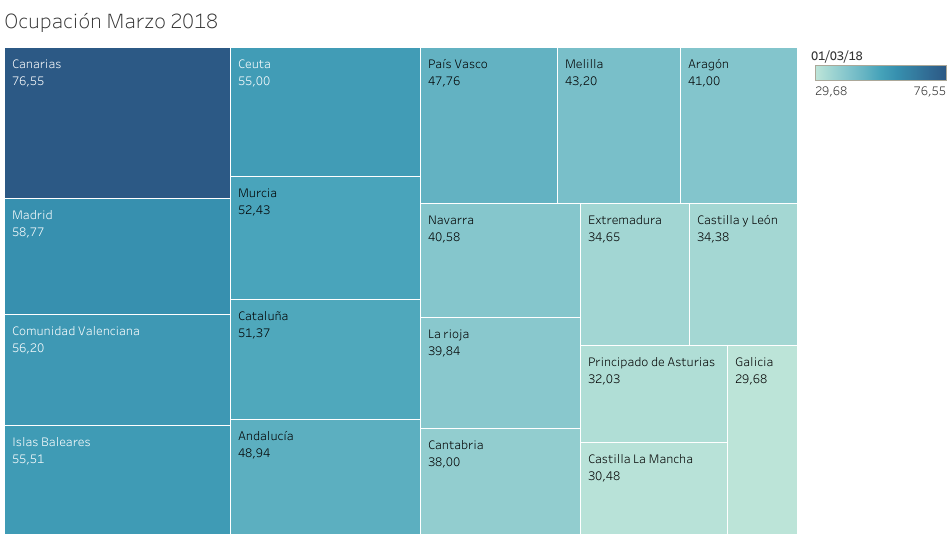 Ocupación Marzo 2018
Canarias
76,55
Madrid
58,77
Comunidad Valenciana
56,20
Islas Baleares
55,51
Ceuta
55,00
Murcia
52,43
Cataluña
51,37
Andalucía
48,94
País Vasco
47,76
Melilla
43,20
Aragón
41,00
Navarra
40,58
La rioja
39,84
Cantabria
38,00
Extremadura
34,65
Castilla y León
34,38
Principado de Asturias
32,03
Castilla La Mancha
30,48
Galicia
29,68
01/03/18
29,68 76,55